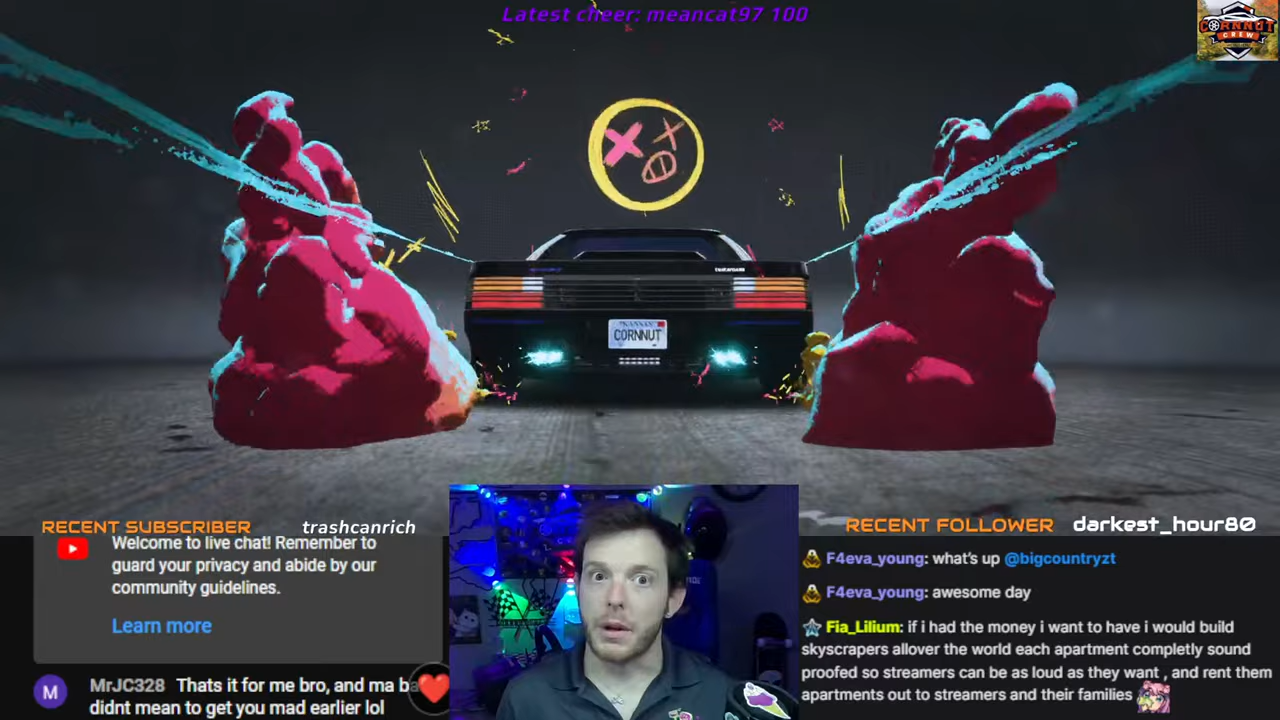 Latest cheer: meancat97 100
CORNNUT
CREW
KANSAS
CORNNUT
RECENT SUBSCRIBER trashcanrich
RECENT FOLLOWER darkest_hour80
Welcome to live chat! Remember to
guard your privacy and abide by our
community guidelines.
Learn more
M
MrJC328 Thats it for me bro, and ma ba
didnt mean to get you mad earlier lol
F4eva_young: what's up @bigcountryzt
F4eva_young: awesome day
Fia_Lilium: if i had the money i want to have i would build
skyscrapers allover the world each apartment completly sound
proofed so streamers can be as loud as they want , and rent them
apartments out to streamers and their families